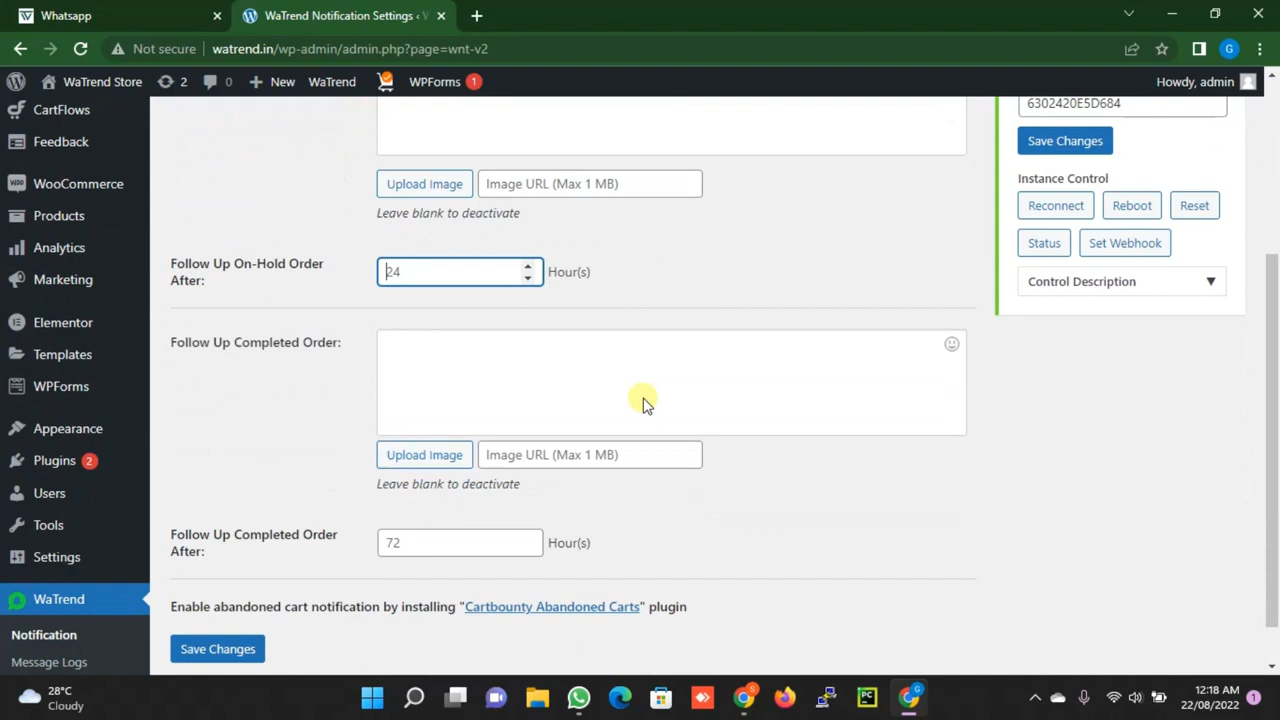 Whatsapp
WaTrend Notification Settings ‹ W
Not secure
watrend.in/wp-admin/admin.php?page=wnt-v2
G
WaTrend Store
2
0
New
WaTrend
WPForms
1
Howdy, admin
CartFlows
Feedback
WooCommerce
Products
Analytics
Marketing
Elementor
Templates
WPForms
Appearance
Plugins 2
Users
Tools
Settings
WaTrend
Notification
Message Logs
Upload Image
Image URL (Max 1 MB)
Leave blank to deactivate
Follow Up On-Hold Order
After:
24
Hour(s)
Follow Up Completed Order:
Upload Image
Image URL (Max 1 MB)
Leave blank to deactivate
Follow Up Completed Order
After:
72
Hour(s)
Enable abandoned cart notification by installing "Cartbounty Abandoned Carts" plugin
Save Changes
6302420E5D684
Save Changes
Instance Control
Reconnect
Reboot
Reset
Status
Set Webhook
Control Description
28°C
Cloudy
12:18 AM
22/08/2022
1